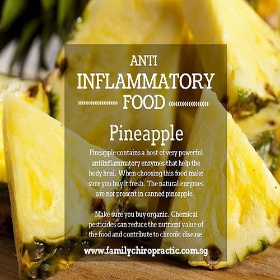 ANTI
INFLAMMATORY
FOOD
Pineapple
Pineapple contains a host of very powerful
antiinflammatory enzymes that help the
body heal.  When choosing this food make
sure you buy it fresh.  The natural enzymes
are not present in canned pineapple.
Make sure you buy organic.  Chemical
pesticides can reduce the nutrient value of
the food and contribute to chronic disease.
www.familychiropractic.com.sg